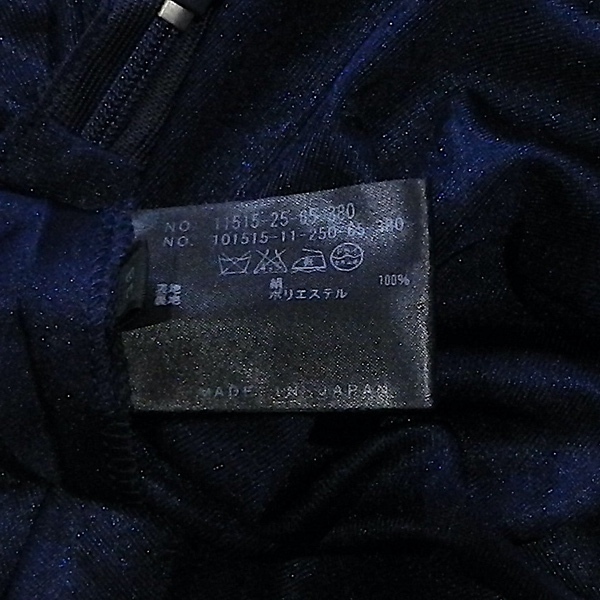 NO. 11515-25-65-380
NO. 101515-11-250-65-380
表地 絹
裏地 ポリエステル 100%
MADE IN JAPAN